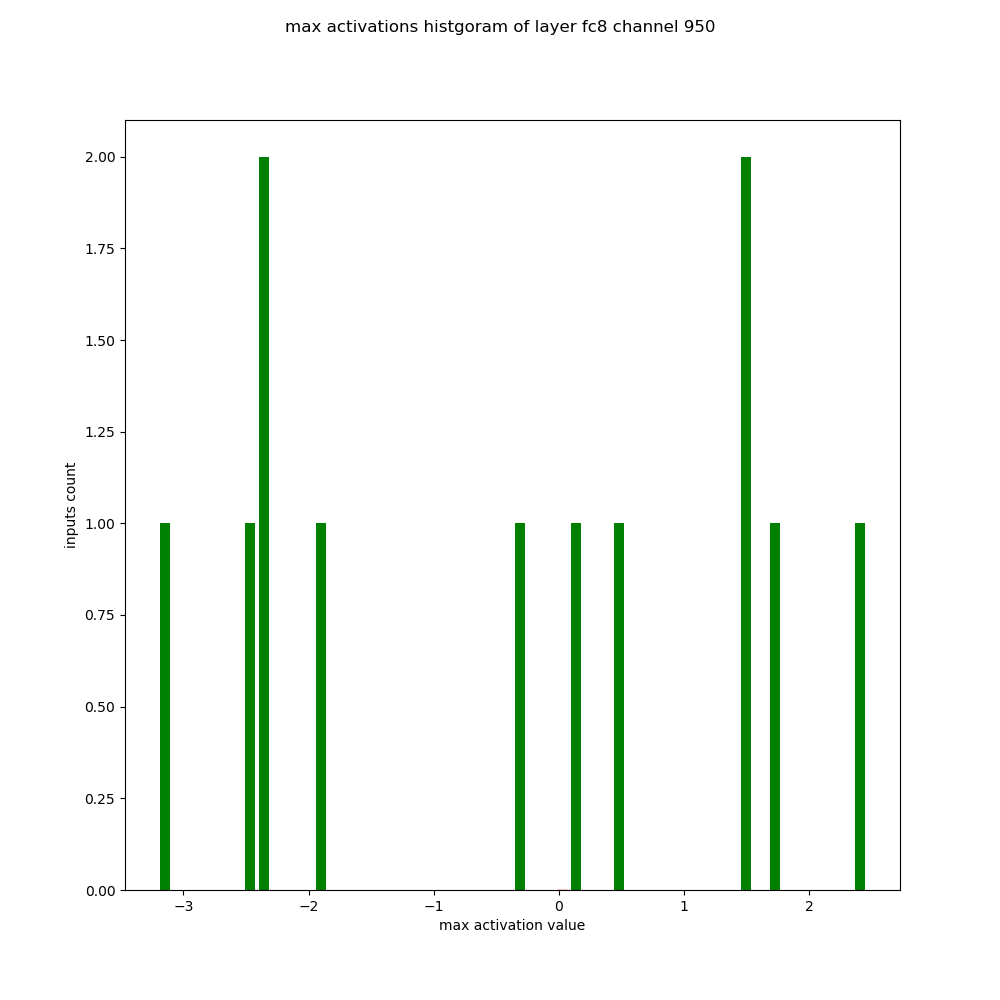 max activations histgoram of layer fc8 channel 950
2.00
1.75
1.50
1.25
1.00
0.75
0.50
0.25
0.00
inputs count
−3 −2 −1 0 1 2
max activation value